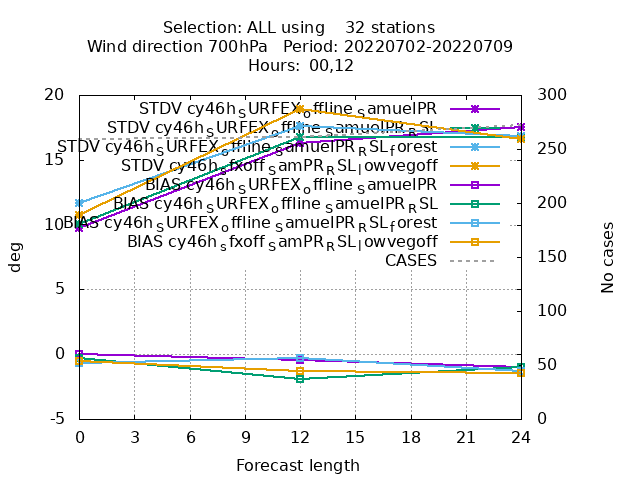 Selection: ALL using 32 stations
Wind direction 700hPa Period: 20220702-20220709
Hours: 00,12
20
15
10
5
0
-5
deg
STDV cy46h_SURFEX_offline_SamuelPR
STDV cy46h_SURFEX_offline_SamuelPR_RSL
STDV cy46h_SURFEX_offline_SamuelPR_RSL_forest
STDV cy46h_sfxoff_SamPR_RSL_lowvegoff
BIAS cy46h_SURFEX_offline_SamuelPR
BIAS cy46h_SURFEX_offline_SamuelPR_RSL
BIAS cy46h_SURFEX_offline_SamuelPR_RSL_forest
BIAS cy46h_sfxoff_SamPR_RSL_lowvegoff
CASES
300
250
200
150
100
50
0
No cases
0 3 6 9 12 15 18 21 24
Forecast length